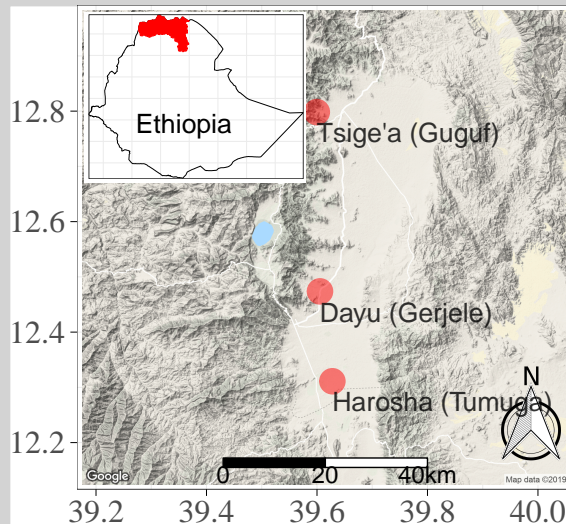 Ethiopia
12.8
Tsige'a (Guguf)
12.6
Dayu (Gerjele)
12.4
N
Harosha (Tumuga)
12.2
0 20 40km
Google
Map data ©2019
39.2 39.4 39.6 39.8 40.0